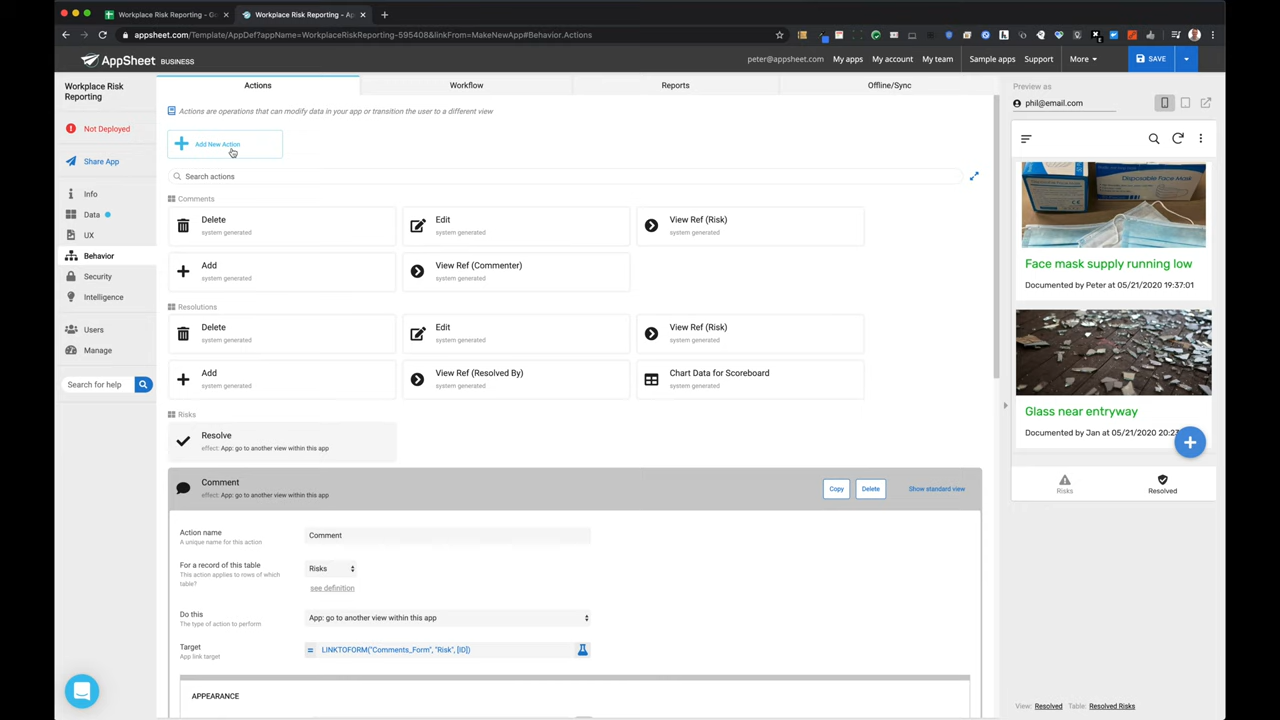 Workplace Risk Reporting - G
Workplace Risk Reporting - Ap
appsheet.com/Template/AppDef?appName=WorkplaceRiskReporting-595408&linkFrom=MakeNewApp#Behavior.Actions
AppSheet BUSINESS
peter@appsheet.com
My apps
My account
My team
Sample apps
Support
More
SAVE
Workplace Risk
Reporting
Not Deployed
Share App
Info
Data
UX
Behavior
Security
Intelligence
Users
Manage
Search for help
Actions
Workflow
Reports
Offline/Sync
Actions are operations that can modify data in your app or transition the user to a different view
Add New Action
Search actions
Comments
Delete
system generated
Edit
system generated
View Ref (Risk)
system generated
Add
system generated
View Ref (Commenter)
system generated
Resolutions
Delete
system generated
Edit
system generated
View Ref (Risk)
system generated
Add
system generated
View Ref (Resolved By)
system generated
Chart Data for Scoreboard
system generated
Risks
Resolve
effect: App: go to another view within this app
Comment
effect: App: go to another view within this app
Copy
Delete
Show standard view
Action name
A unique name for this action
Comment
For a record of this table
This action applies to rows of which
table?
Risks
see definition
Do this
The type of action to perform
App: go to another view within this app
Target
App link target
= LINKTOFORM("Comments_Form", "Risk", [ID])
APPEARANCE
Preview as
phil@email.com
Disposable Face Mask
Face mask supply running low
Documented by Peter at 05/21/2020 19:37:01
Glass near entryway
Documented by Jan at 05/21/2020 20:27
Risks
Resolved
View: Resolved
Table: Resolved Risks